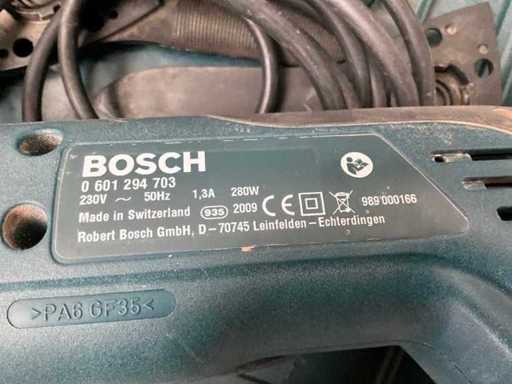 BOSCH
0 601 294 703
230V ~ 50Hz 1,3A 280W
Made in Switzerland 935 2009 CE 989'000166
Robert Bosch GmbH, D-70745 Leinfelden-Echterdingen
>PA6 GF35<